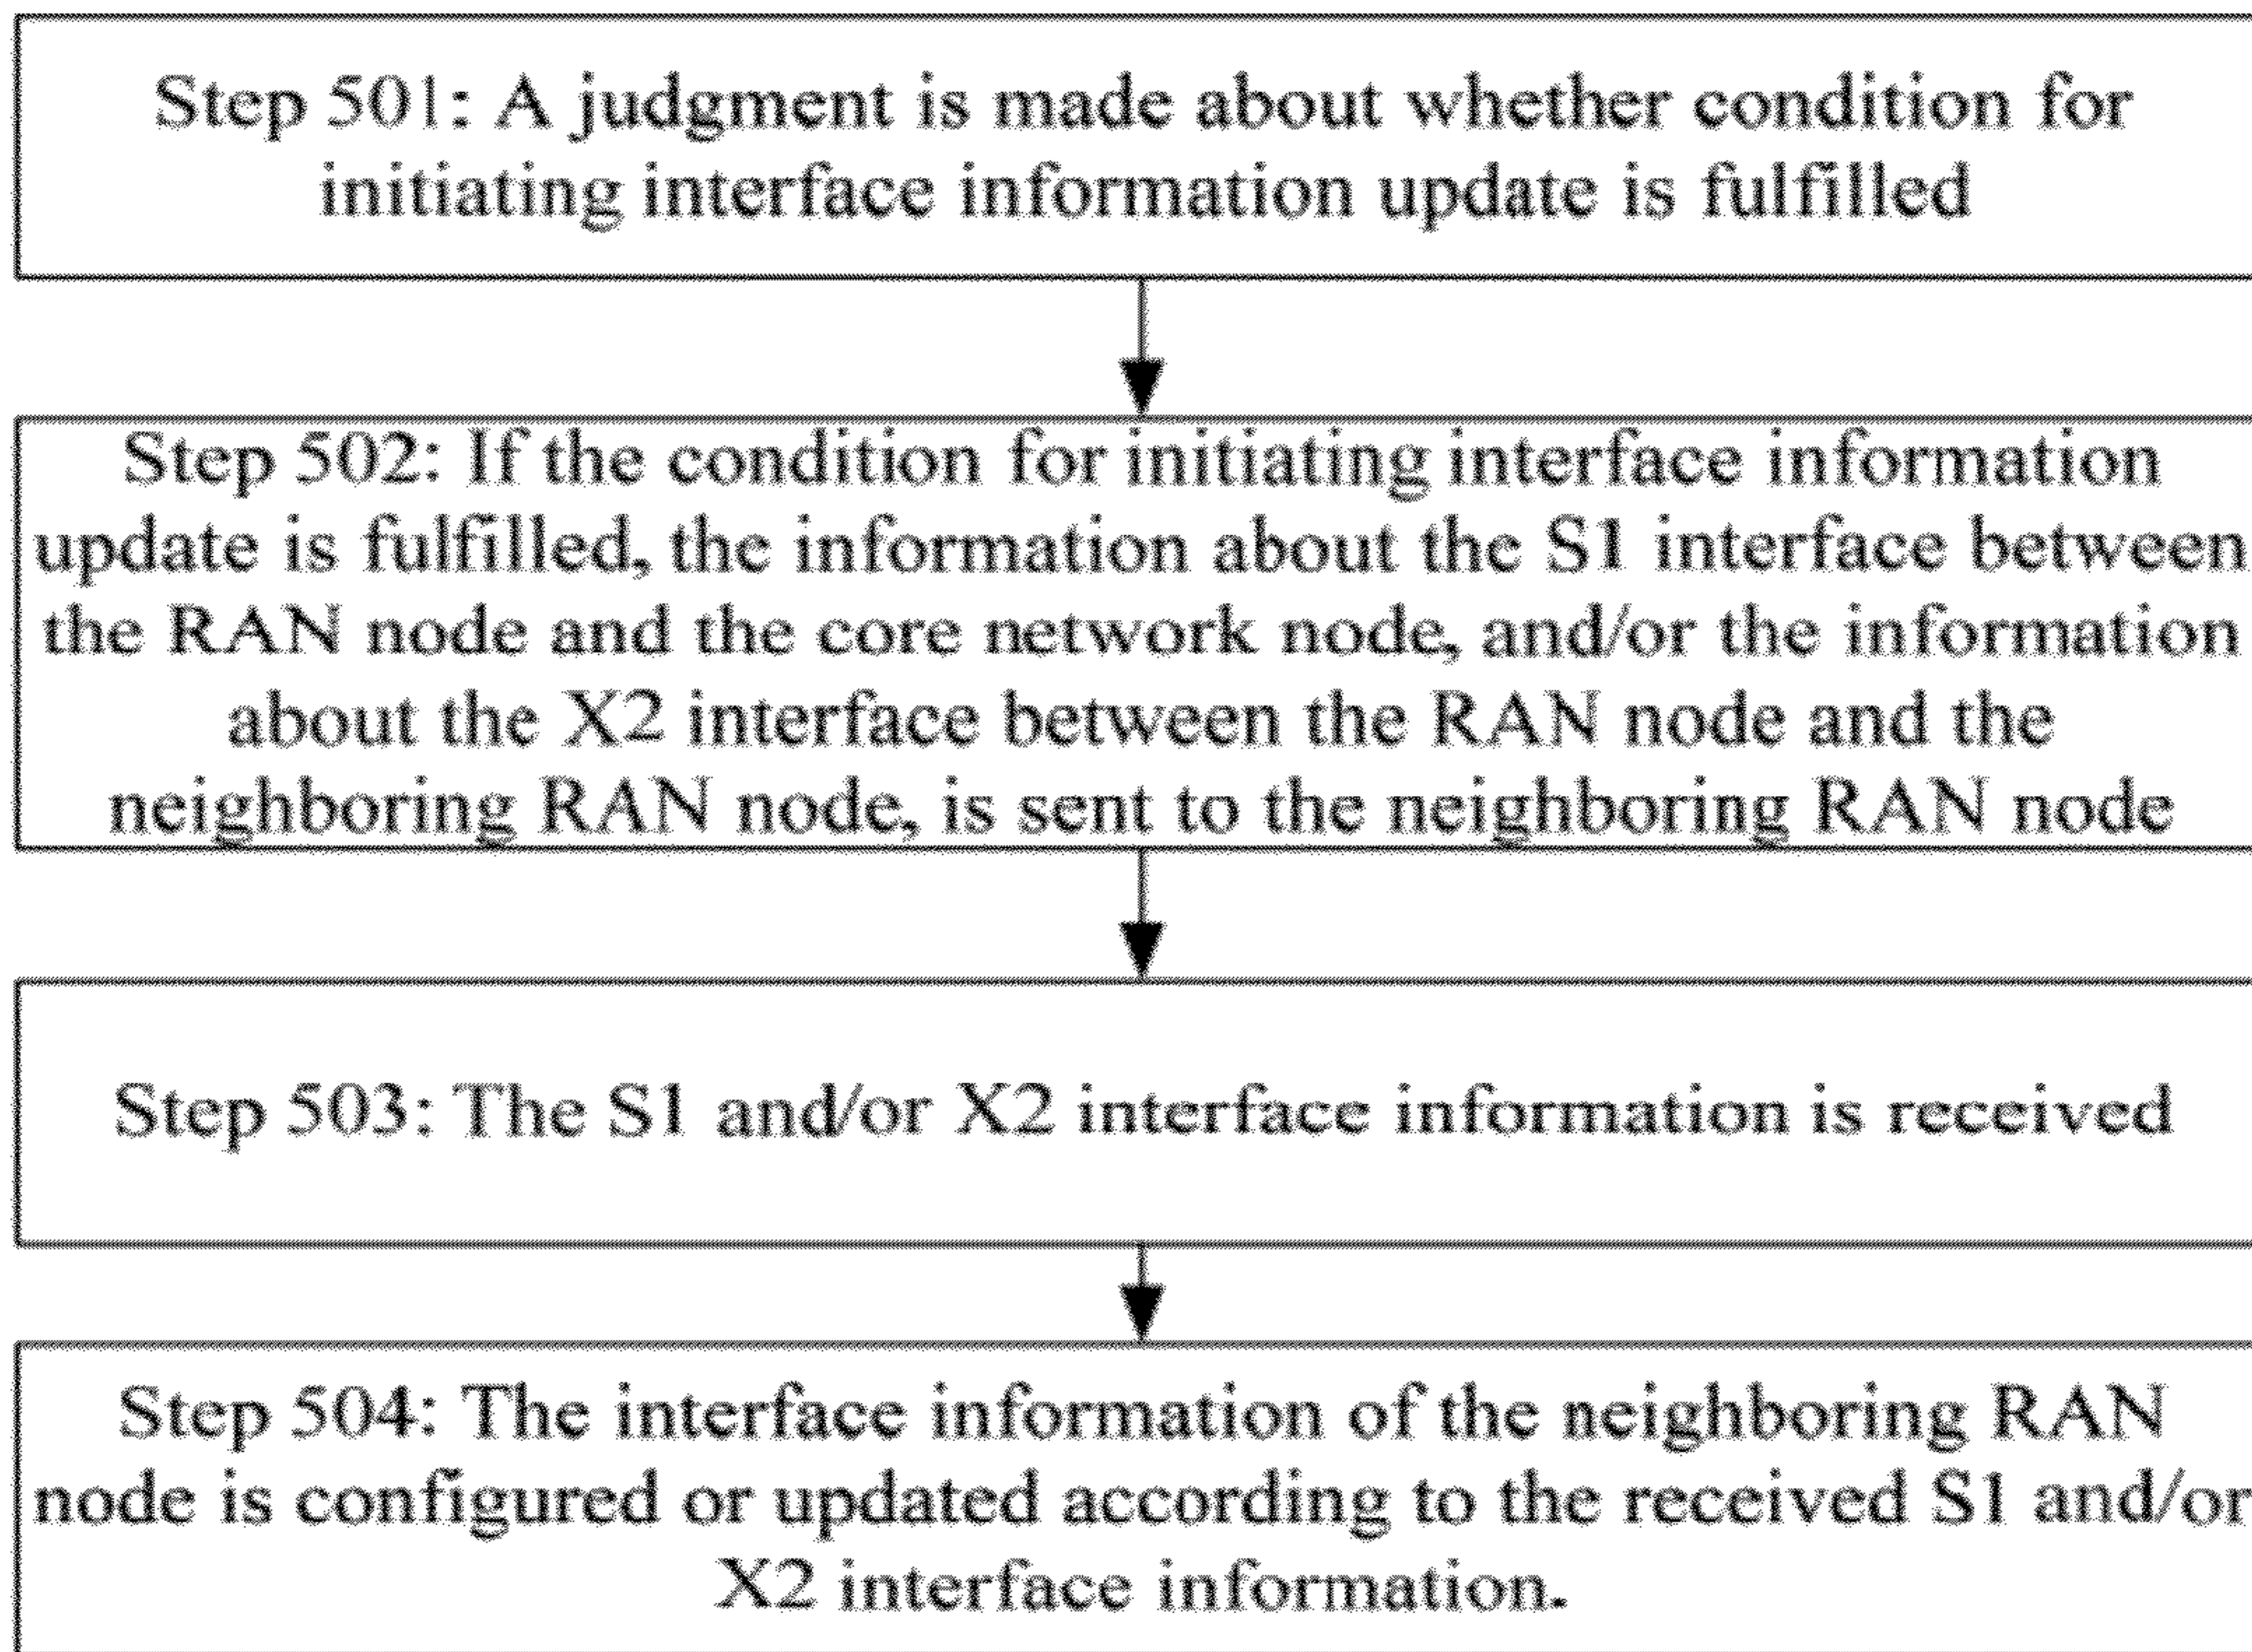 Step 501: A judgment is made about whether condition for
initiating interface information update is fulfilled
Step 502: If the condition for initiating interface information
update is fulfilled, the information about the S1 interface between
the RAN node and the core network node, and/or the information
about the X2 interface between the RAN node and the
neighboring RAN node, is sent to the neighboring RAN node
Step 503: The S1 and/or X2 interface information is received
Step 504: The interface information of the neighboring RAN
node is configured or updated according to the received S1 and/or
X2 interface information.